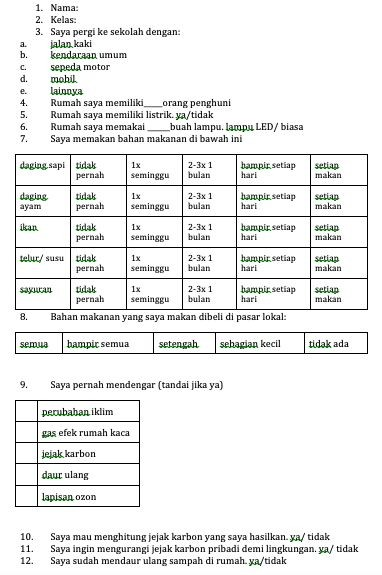 1. Nama:
2. Kelas:
3. Saya pergi ke sekolah dengan:
a. jalan kaki
b. kendaraan umum
c. sepeda motor
d. mobil
e. lainnya
4. Rumah saya memiliki_____orang penghuni
5. Rumah saya memiliki listrik. ya/tidak
6. Rumah saya memakai ______buah lampu. lampu LED/ biasa
7. Saya memakan bahan makanan di bawah ini
daging sapi tidak pernah 1x seminggu 2-3x 1 bulan hampir setiap hari setiap makan
daging ayam tidak pernah 1x seminggu 2-3x 1 bulan hampir setiap hari setiap makan
ikan tidak pernah 1x seminggu 2-3x 1 bulan hampir setiap hari setiap makan
telur/ susu tidak pernah 1x seminggu 2-3x 1 bulan hampir setiap hari setiap makan
sayuran tidak pernah 1x seminggu 2-3x 1 bulan hampir setiap hari setiap makan
8. Bahan makanan yang saya makan dibeli di pasar lokal:
semua hampir semua setengah sebagian kecil tidak ada
9. Saya pernah mendengar (tandai jika ya)
perubahan iklim
gas efek rumah kaca
jejak karbon
daur ulang
lapisan ozon
10. Saya mau menghitung jejak karbon yang saya hasilkan. ya/ tidak
11. Saya ingin mengurangi jejak karbon pribadi demi lingkungan. ya/ tidak
12. Saya sudah mendaur ulang sampah di rumah. ya/tidak